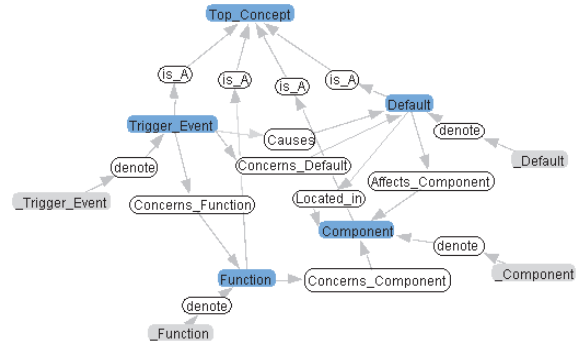 Top_Concept
is_A
is_A
is_A
is_A
Default
Trigger_Event
Causes
denote
denote
Concerns_Default
_Default
Affects_Component
_Trigger_Event
Concerns_Function
Located_in
Component
denote
Function
Concerns_Component
_Component
denote
_Function